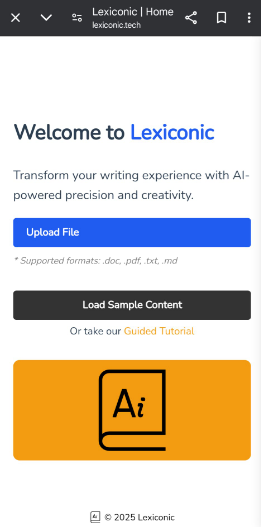 Lexiconic | Home
lexiconic.tech
Welcome to Lexiconic
Transform your writing experience with AI-
powered precision and creativity.
Upload File
* Supported formats: .doc, .pdf, .txt, .md
Load Sample Content
Or take our Guided Tutorial
Ai
Ai © 2025 Lexiconic